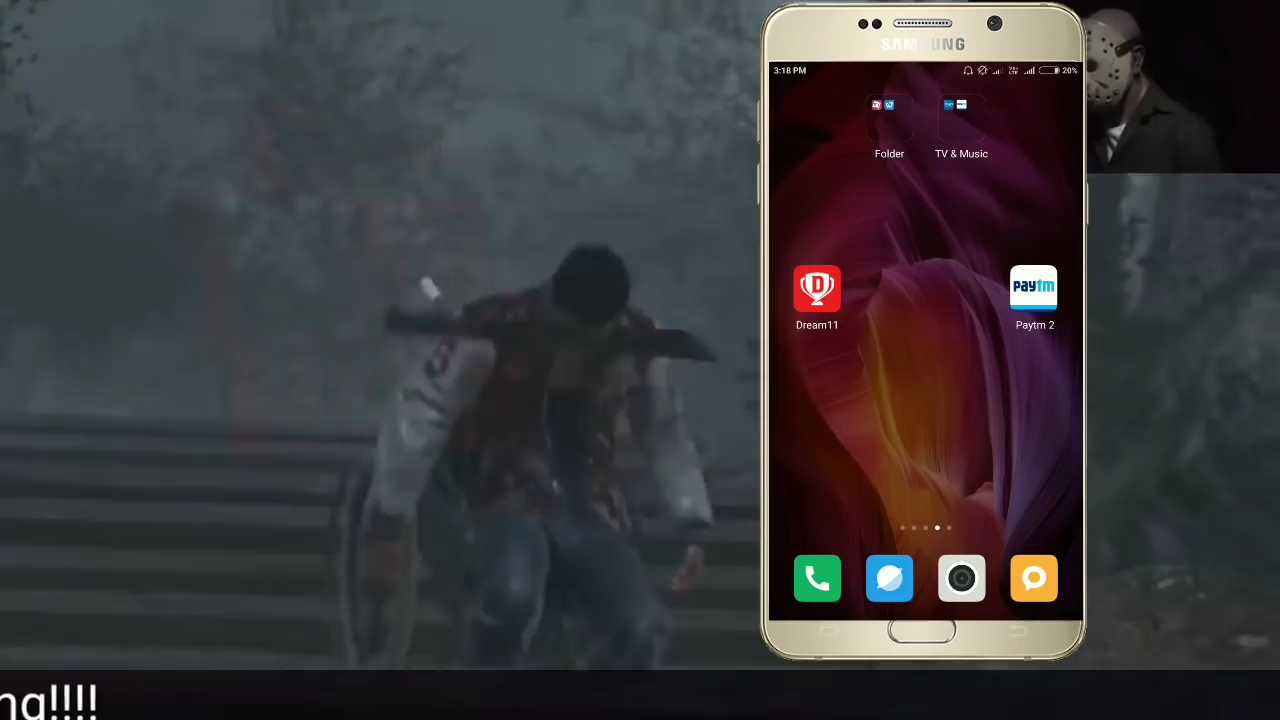 SAMSUNG
3:18 PM
20%
Folder
TV & Music
D
paytm
Dream11
Paytm 2
ng!!!!